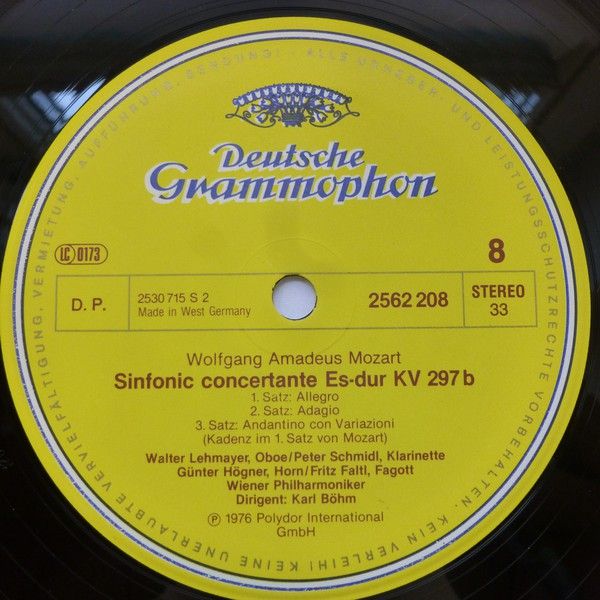 VERVIELFÄLTIGUNG, VERMIETUNG, AUFFÜHRUNG, SENDUNG! - ALLE URHEBER- UND LEISTUNGSSCHUTZRECHTE VORBEHALTEN. KEIN VERLEIH! KEINE UNERLAUBTE
Deutsche
Grammophon
LC 0173
8
D. P.
2530 715 S 2
Made in West Germany
2562 208
STEREO
33
Wolfgang Amadeus Mozart
Sinfonic concertante Es-dur KV 297 b
1. Satz: Allegro
2. Satz: Adagio
3. Satz: Andantino con Variazioni
(Kadenz im 1. Satz von Mozart)
Walter Lehmayer, Oboe/Peter Schmidl, Klarinette
Günter Högner, Horn/Fritz Faltl, Fagott
Wiener Philharmoniker
Dirigent: Karl Böhm
Ⓟ 1976 Polydor International
GmbH